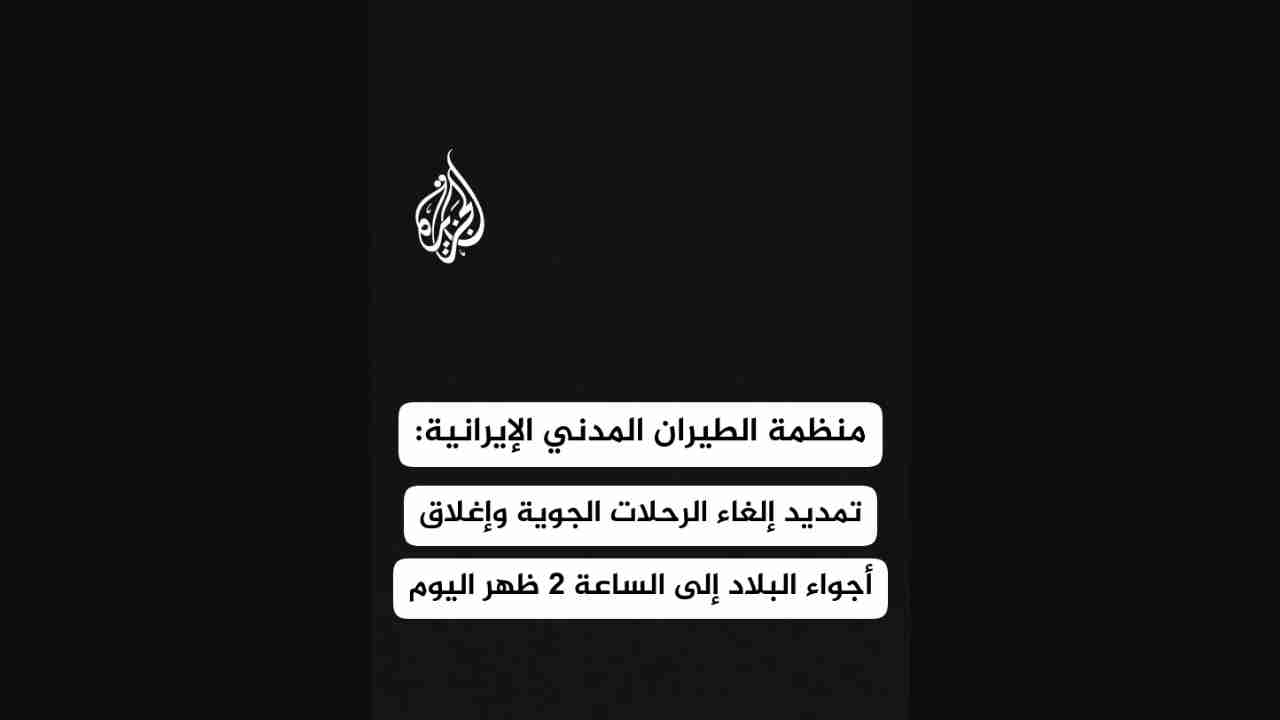 الجزيرة
منظمة الطيران المدني الإيرانية:
تمديد إلغاء الرحلات الجوية وإغلاق
أجواء البلاد إلى الساعة 2 ظهر اليوم